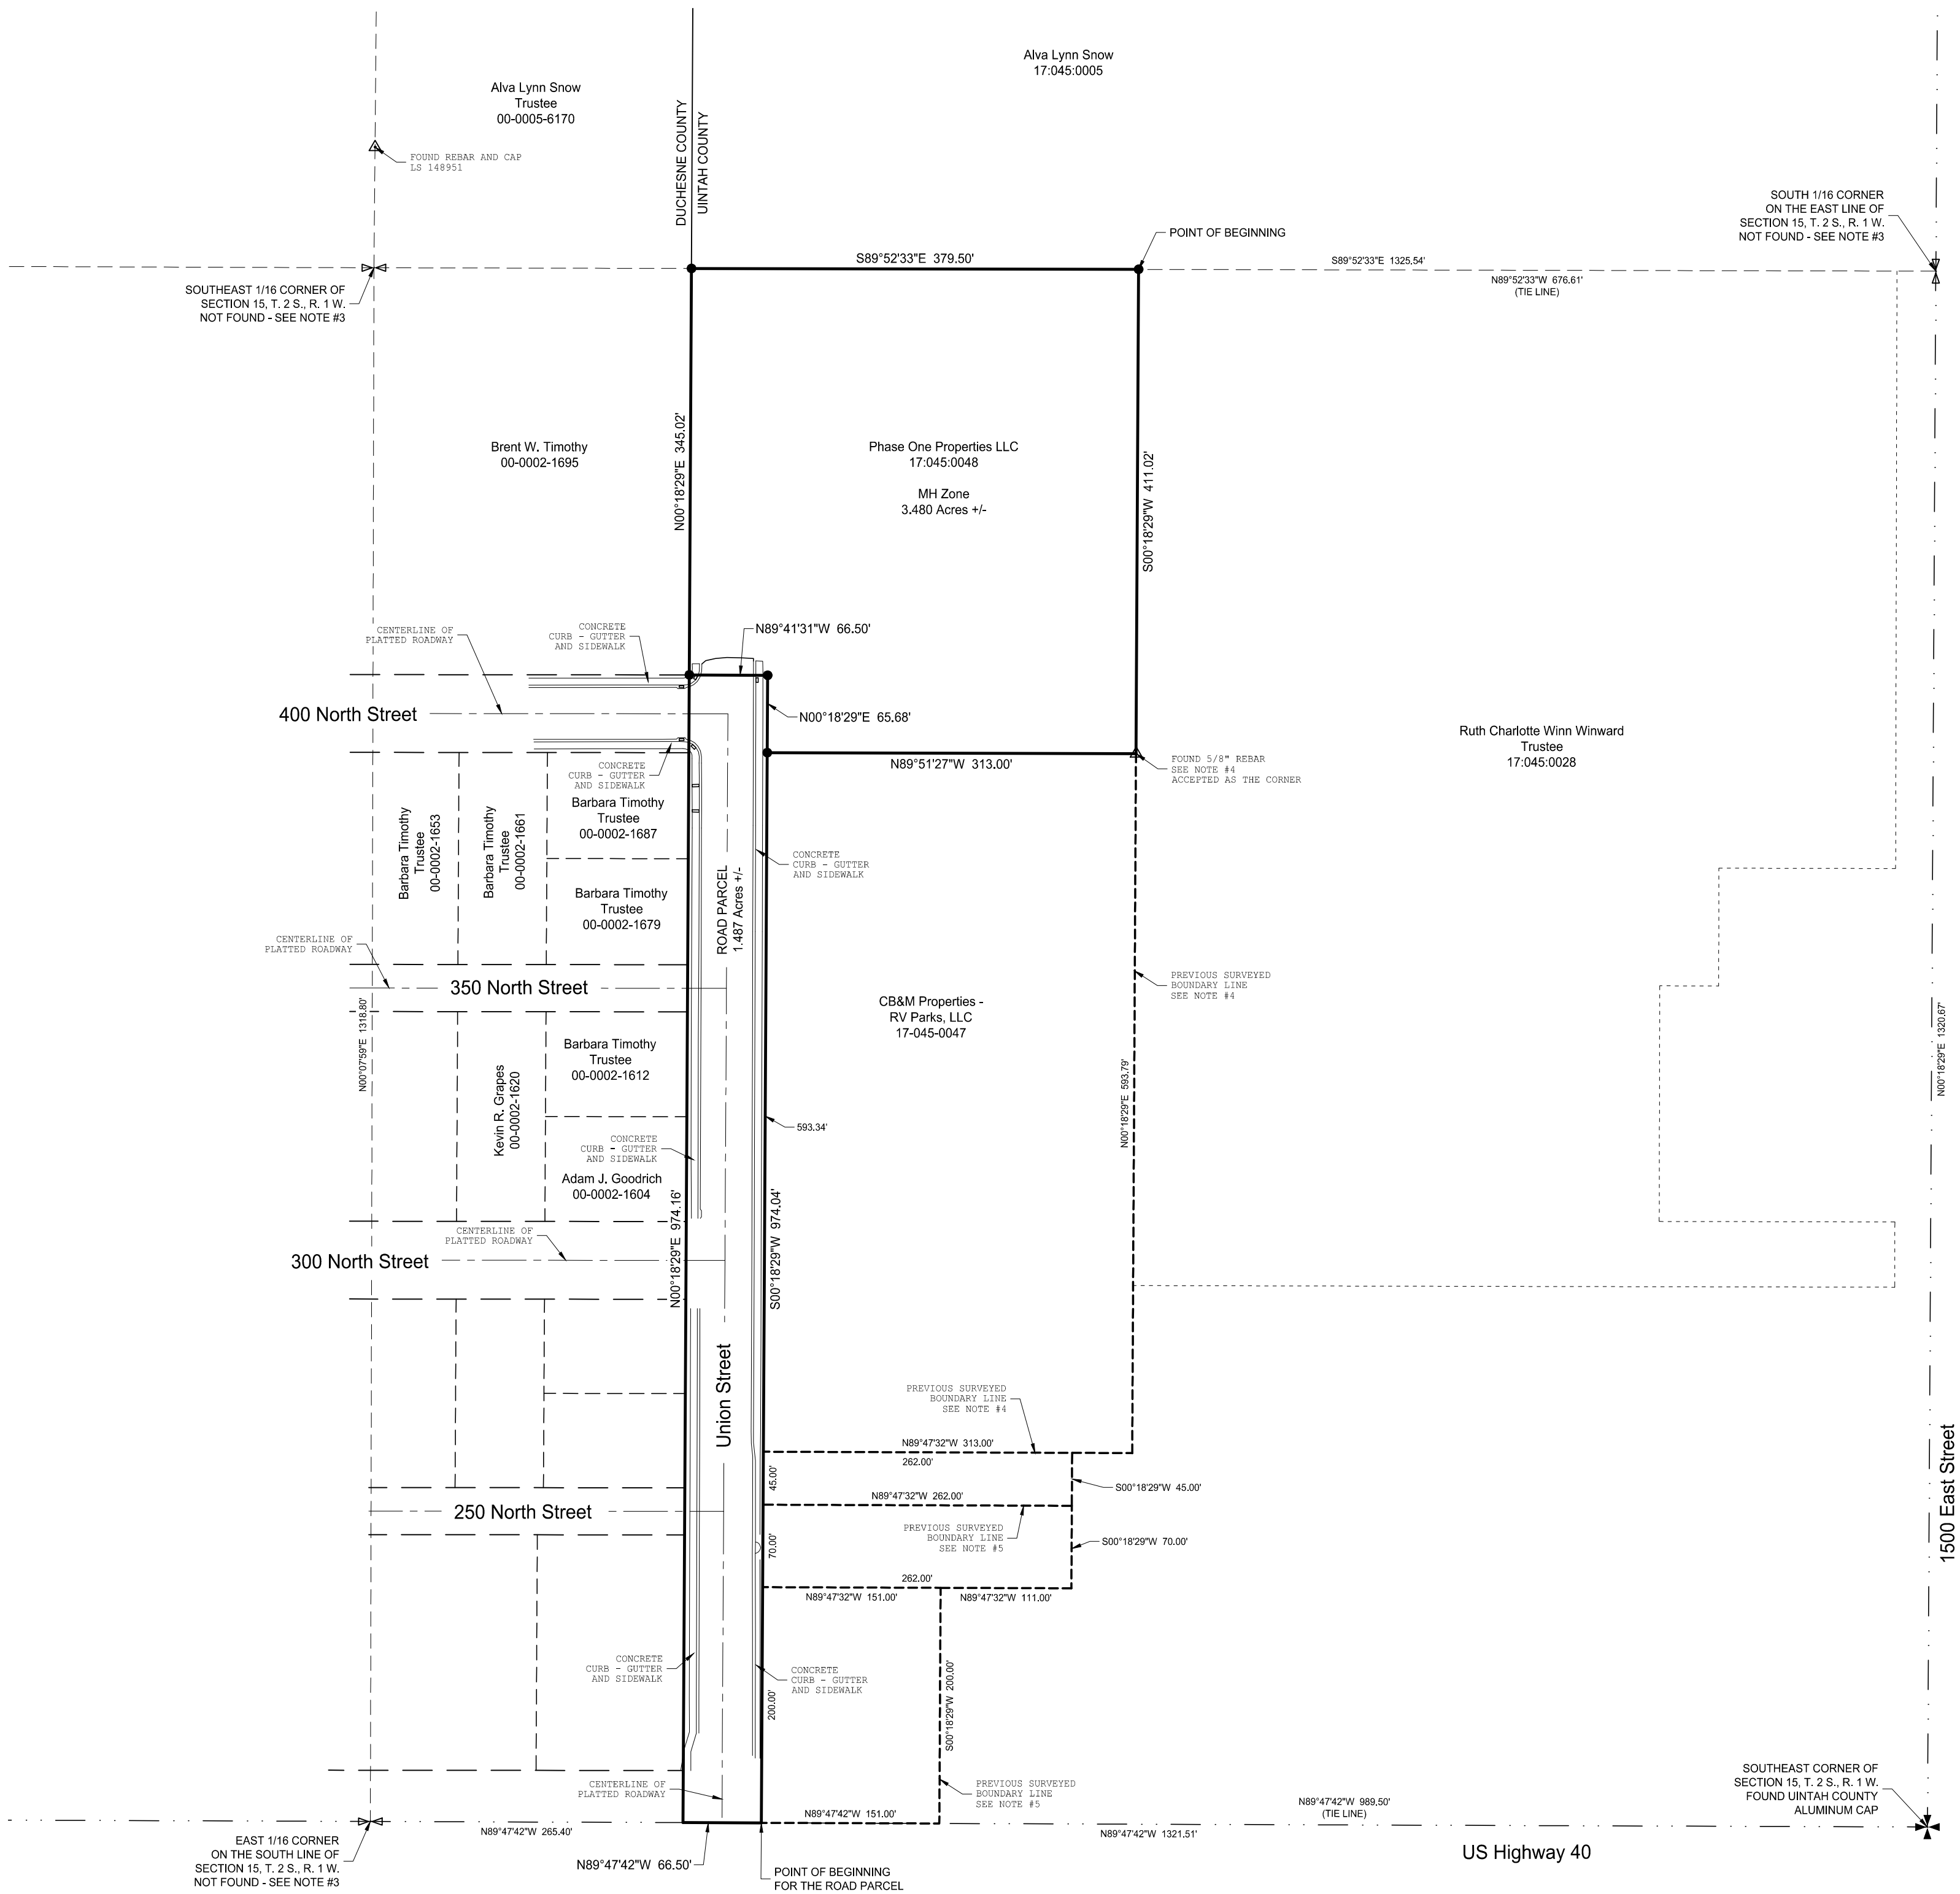 Alva Lynn Snow
17:045:0005
Alva Lynn Snow
Trustee
00-0005-6170
DUCHESNE COUNTY
UINTAH COUNTY
FOUND REBAR AND CAP
LS 148951
SOUTH 1/16 CORNER
ON THE EAST LINE OF
SECTION 15, T. 2 S., R. 1 W.
NOT FOUND - SEE NOTE #3
POINT OF BEGINNING
S89°52'33"E 379.50'
S89°52'33"E 1325.54'
N89°52'33"W 676.61'
(TIE LINE)
SOUTHEAST 1/16 CORNER OF
SECTION 15, T. 2 S., R. 1 W.
NOT FOUND - SEE NOTE #3
Brent W. Timothy
00-0002-1695
N00°18'29"E 345.02'
Phase One Properties LLC
17:045:0048
MH Zone
3.480 Acres +/-
S00°18'29"W 411.02'
CENTERLINE OF
PLATTED ROADWAY
CONCRETE
CURB - GUTTER
AND SIDEWALK
N89°41'31"W 66.50'
400 North Street
N00°18'29"E 65.68'
N89°51'27"W 313.00'
FOUND 5/8" REBAR
SEE NOTE #4
ACCEPTED AS THE CORNER
Ruth Charlotte Winn Winward
Trustee
17:045:0028
CONCRETE
CURB - GUTTER
AND SIDEWALK
Barbara Timothy
Trustee
00-0002-1653
Barbara Timothy
Trustee
00-0002-1661
Barbara Timothy
Trustee
00-0002-1687
Barbara Timothy
Trustee
00-0002-1679
ROAD PARCEL
1.487 Acres +/-
CONCRETE
CURB - GUTTER
AND SIDEWALK
CENTERLINE OF
PLATTED ROADWAY
350 North Street
PREVIOUS SURVEYED
BOUNDARY LINE
SEE NOTE #4
CB&M Properties -
RV Parks, LLC
17-045-0047
N00°07'59"E 1318.80'
N00°18'29"E 1320.67'
Kevin R. Grapes
00-0002-1620
Barbara Timothy
Trustee
00-0002-1612
N00°18'29"E 593.79'
593.34'
CONCRETE
CURB - GUTTER
AND SIDEWALK
Adam J. Goodrich
00-0002-1604
N00°18'29"E 974.16'
S00°18'29"W 974.04'
CENTERLINE OF
PLATTED ROADWAY
300 North Street
Union Street
PREVIOUS SURVEYED
BOUNDARY LINE
SEE NOTE #4
N89°47'32"W 313.00'
262.00'
45.00'
S00°18'29"W 45.00'
N89°47'32"W 262.00'
250 North Street
PREVIOUS SURVEYED
BOUNDARY LINE
SEE NOTE #5
70.00'
S00°18'29"W 70.00'
262.00'
N89°47'32"W 151.00'
N89°47'32"W 111.00'
1500 East Street
CONCRETE
CURB - GUTTER
AND SIDEWALK
CONCRETE
CURB - GUTTER
AND SIDEWALK
200.00'
S00°18'29"W 200.00'
CENTERLINE OF
PLATTED ROADWAY
PREVIOUS SURVEYED
BOUNDARY LINE
SEE NOTE #5
SOUTHEAST CORNER OF
SECTION 15, T. 2 S., R. 1 W.
FOUND UINTAH COUNTY
ALUMINUM CAP
N89°47'42"W 151.00'
N89°47'42"W 989.50'
(TIE LINE)
N89°47'42"W 265.40'
N89°47'42"W 1321.51'
EAST 1/16 CORNER
ON THE SOUTH LINE OF
SECTION 15, T. 2 S., R. 1 W.
NOT FOUND - SEE NOTE #3
N89°47'42"W 66.50'
US Highway 40
POINT OF BEGINNING
FOR THE ROAD PARCEL